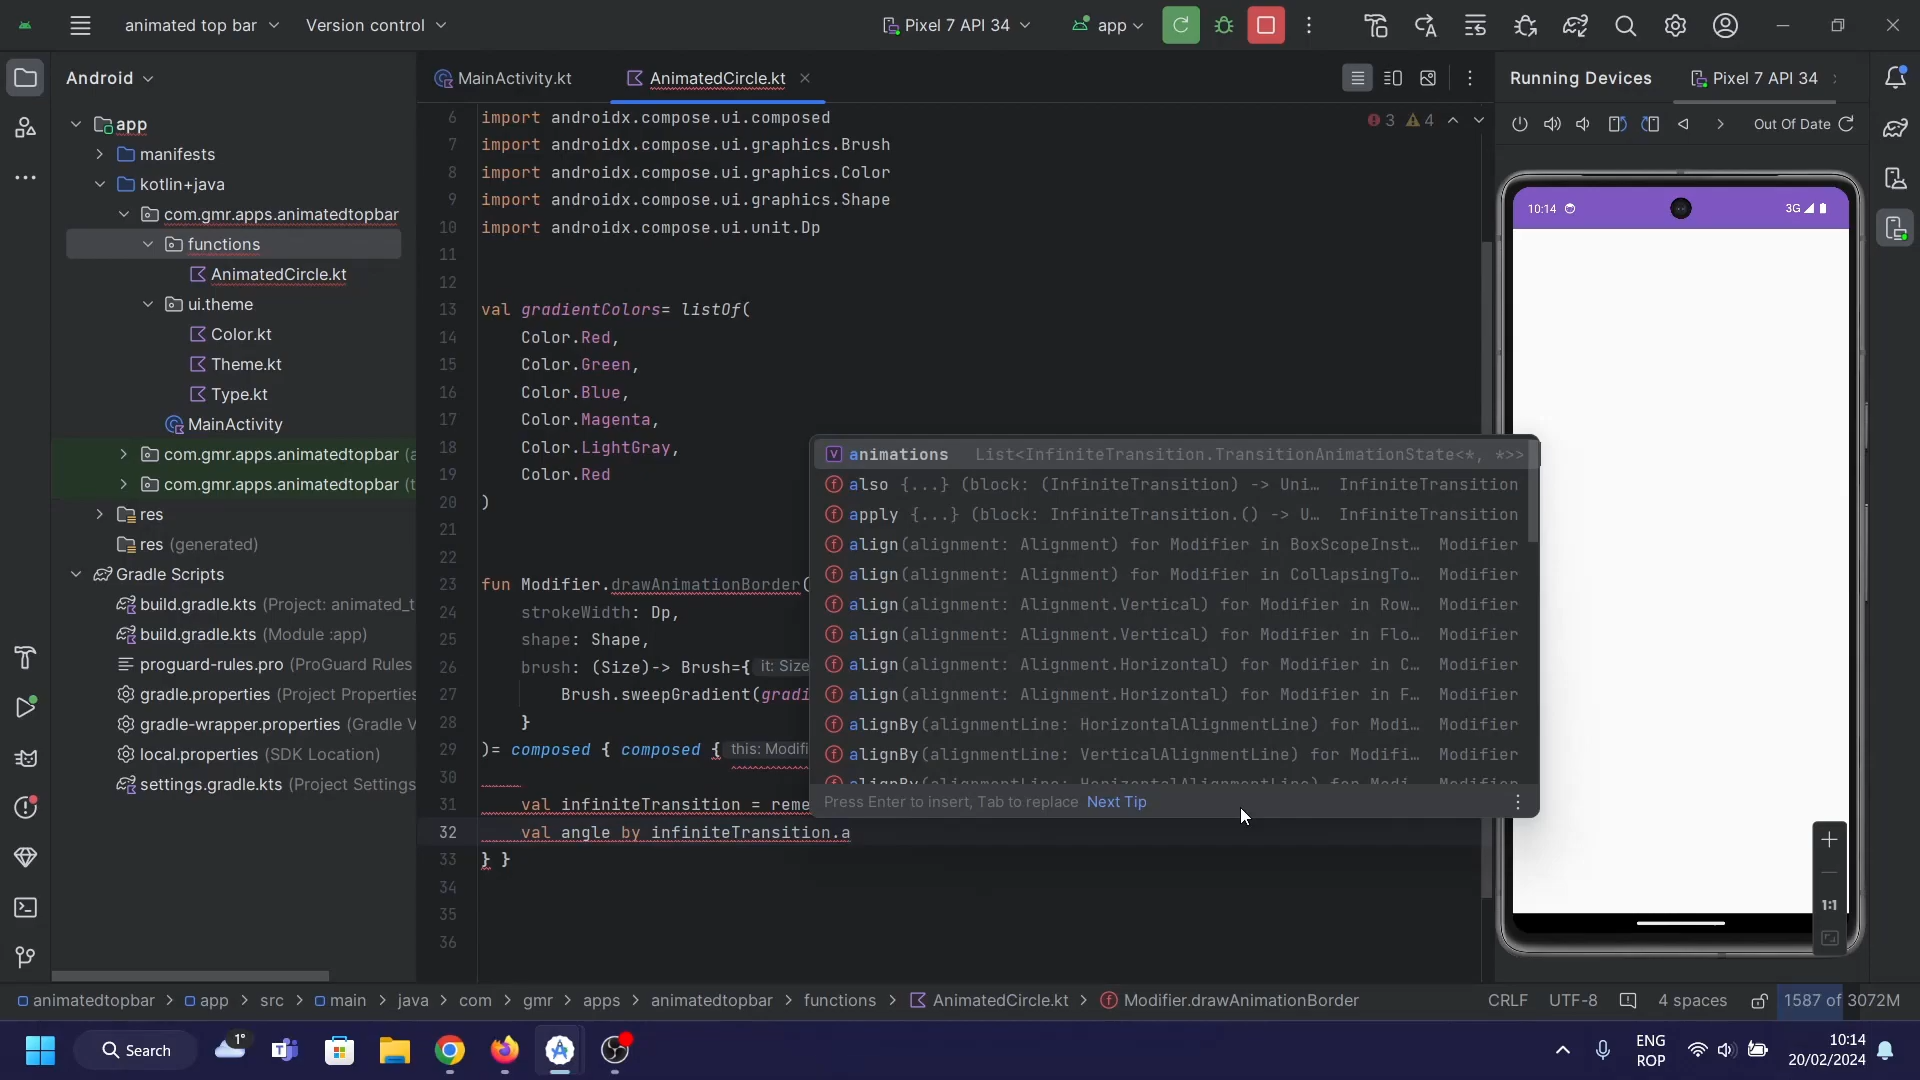 animated top bar
Version control
Pixel 7 API 34
app
Android
MainActivity.kt
AnimatedCircle.kt
Running Devices
Pixel 7 API 34
app
manifests
kotlin+java
com.gmr.apps.animatedtopbar
functions
AnimatedCircle.kt
ui.theme
Color.kt
Theme.kt
Type.kt
MainActivity
com.gmr.apps.animatedtopbar (a
com.gmr.apps.animatedtopbar (t
res
res (generated)
Gradle Scripts
build.gradle.kts (Project: animated_t
build.gradle.kts (Module :app)
proguard-rules.pro (ProGuard Rules
gradle.properties (Project Properties
gradle-wrapper.properties (Gradle V
local.properties (SDK Location)
settings.gradle.kts (Project Settings
3 4
6 import androidx.compose.ui.composed
7 import androidx.compose.ui.graphics.Brush
8 import androidx.compose.ui.graphics.Color
9 import androidx.compose.ui.graphics.Shape
10 import androidx.compose.ui.unit.Dp
11
12
13 val gradientColors= listOf(
14 Color.Red,
15 Color.Green,
16 Color.Blue,
17 Color.Magenta,
18 Color.LightGray,
19 Color.Red
20 )
21
22
23 fun Modifier.drawAnimationBorder(
24 strokeWidth: Dp,
25 shape: Shape,
26 brush: (Size)-> Brush={ it: Size
27 Brush.sweepGradient(gradi
28 }
29 )= composed { composed { this: Modifi
30
31 val infiniteTransition = reme
32 val angle by infiniteTransition.a
33 } }
34
35
36
animations List<InfiniteTransition.TransitionAnimationState<*, *>>
also {...} (block: (InfiniteTransition) -> Uni... InfiniteTransition
apply {...} (block: InfiniteTransition.() -> U... InfiniteTransition
align(alignment: Alignment) for Modifier in BoxScopeInst... Modifier
align(alignment: Alignment) for Modifier in CollapsingTo... Modifier
align(alignment: Alignment.Vertical) for Modifier in Row... Modifier
align(alignment: Alignment.Vertical) for Modifier in Flo... Modifier
align(alignment: Alignment.Horizontal) for Modifier in C... Modifier
align(alignment: Alignment.Horizontal) for Modifier in F... Modifier
alignBy(alignmentLine: HorizontalAlignmentLine) for Modi... Modifier
alignBy(alignmentLine: VerticalAlignmentLine) for Modifi... Modifier
alignBy(alignmentLine: HorizontalAlignmentLine) for Modi... Modifier
Press Enter to insert, Tab to replace Next Tip
Out Of Date
10:14
3G
1:1
animatedtopbar > app > src > main > java > com > gmr > apps > animatedtopbar > functions > AnimatedCircle.kt > Modifier.drawAnimationBorder
CRLF UTF-8 4 spaces 1587 of 3072M
1°
Search
ENG
ROP
10:14
20/02/2024